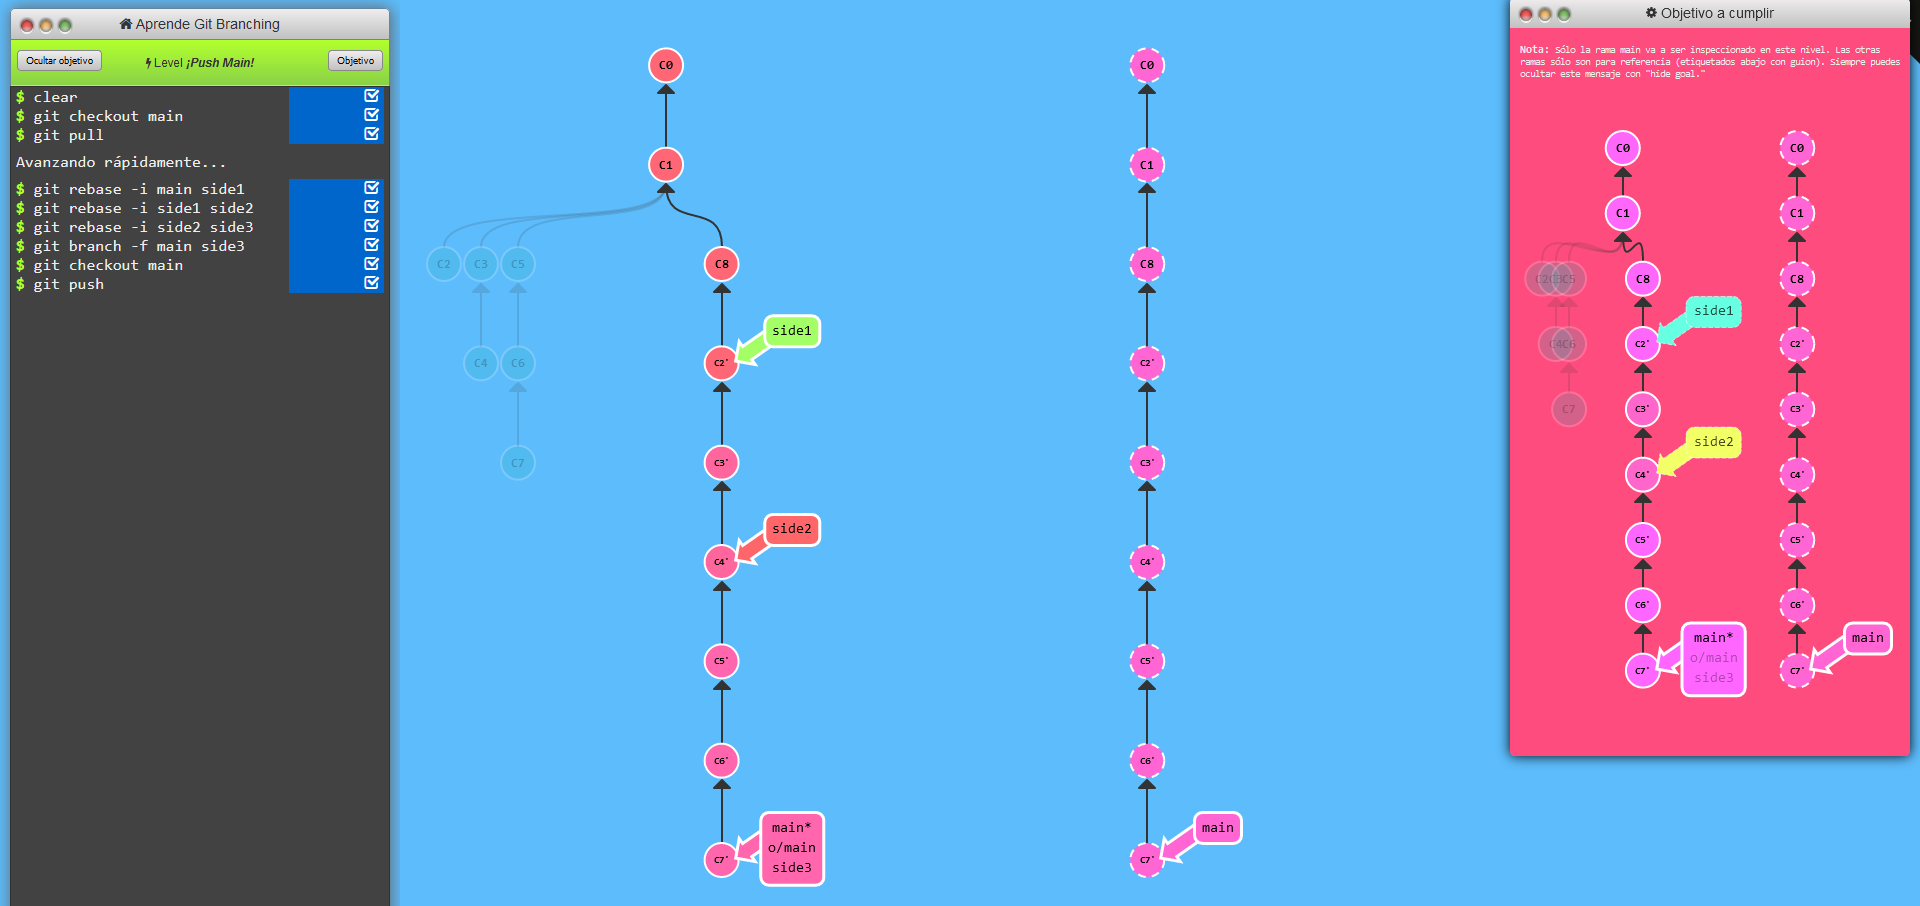 Aprende Git Branching
Ocultar objetivo
Level ¡Push Main!
Objetivo
$ clear
$ git checkout main
$ git pull
Avanzando rápidamente...
$ git rebase -i main side1
$ git rebase -i side1 side2
$ git rebase -i side2 side3
$ git branch -f main side3
$ git checkout main
$ git push
C0
C1
C2 C3 C5
C8
side1
C4 C6
C2'
C7
C3'
side2
C4'
C5'
C6'
main*
o/main
side3
C7'
C0
C1
C8
C2'
C3'
C4'
C5'
C6'
main
C7'
Objetivo a cumplir
Nota: Sólo la rama main va a ser inspeccionado en este nivel. Las otras
ramas sólo son para referencia (etiquetados abajo con guion). Siempre puedes
ocultar este mensaje con "hide goal."
C0
C1
C2 C3 C5
C8
side1
C4 C6
C2'
C7
C3'
side2
C4'
C5'
C6'
main*
o/main
side3
C7'
C0
C1
C8
C2'
C3'
C4'
C5'
C6'
main
C7'